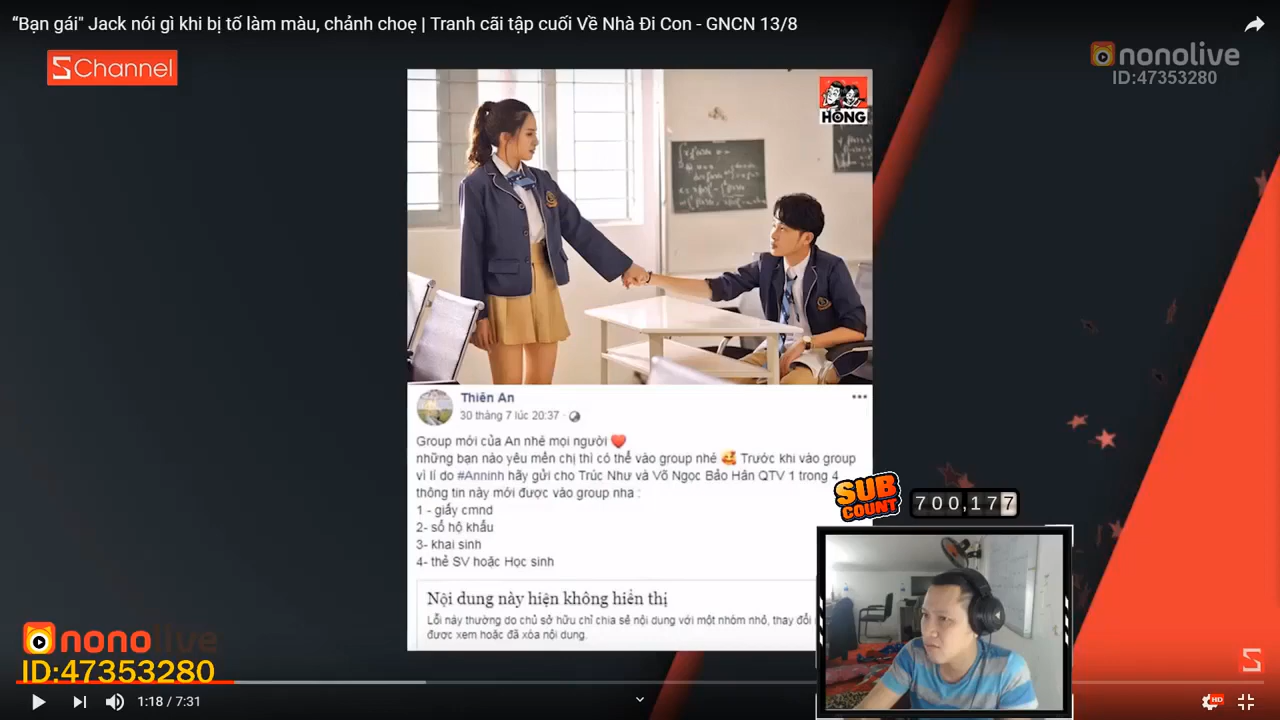 “Bạn gái" Jack nói gì khi bị tố làm màu, chảnh choẹ | Tranh cãi tập cuối Về Nhà Đi Con - GNCN 13/8
S Channel
nonolive
ID:47353280
HÓNG
Thiên An
30 tháng 7 lúc 20:37 ·
Group mới của An nhé mọi người ❤️
những bạn nào yêu mến chị thì có thể vào group nhé 🥰 Trước khi vào group
vì lí do #Anninh hãy gửi cho Trúc Như và Võ Ngọc Bảo Hân QTV 1 trong 4
thông tin này mới được vào group nha :
1 - giấy cmnd
2- sổ hộ khẩu
3- khai sinh
4- thẻ SV hoặc Học sinh
Nội dung này hiện không hiển thị
Lỗi này thường do chủ sở hữu chỉ chia sẻ nội dung với một nhóm nhỏ, thay đổi
được xem hoặc đã xóa nội dung.
SUB
COUNT
700,177
nonolive
ID:47353280
S
1:18 / 7:31
HD